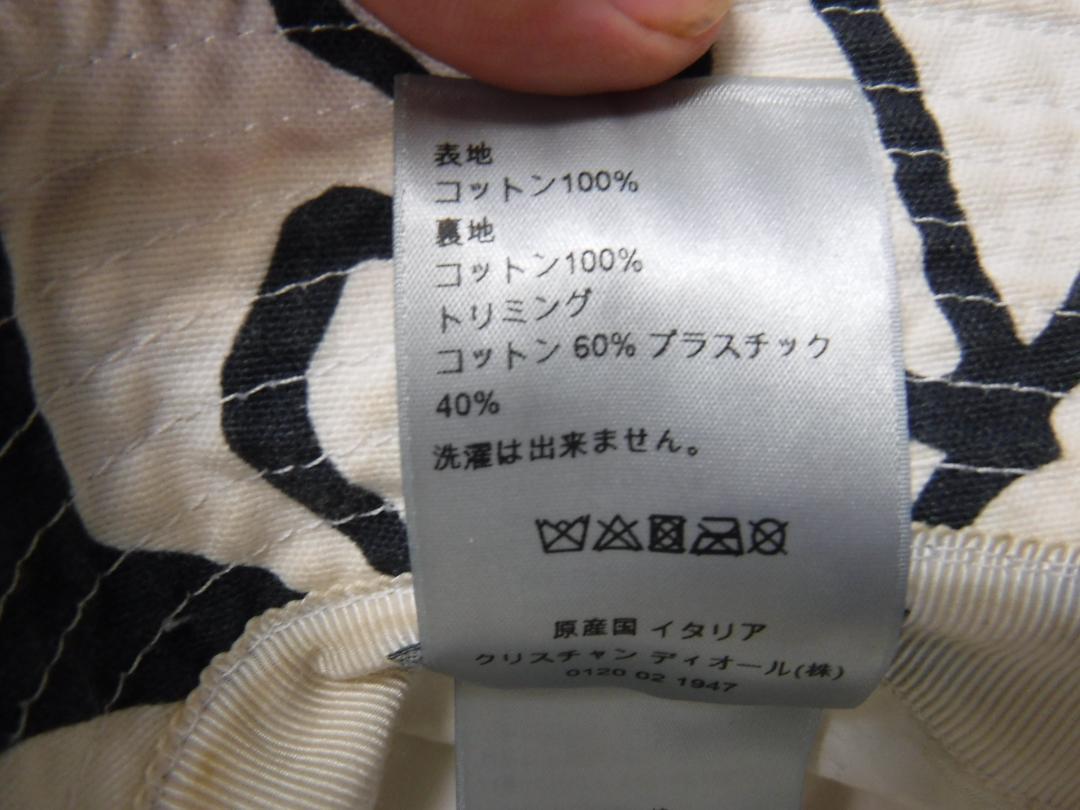 表地
コットン100%
裏地
コットン100%
トリミング
コットン 60% プラスチック
40%
洗濯は出来ません。
原産国 イタリア
クリスチャン ディオール(株)
0120 02 1947